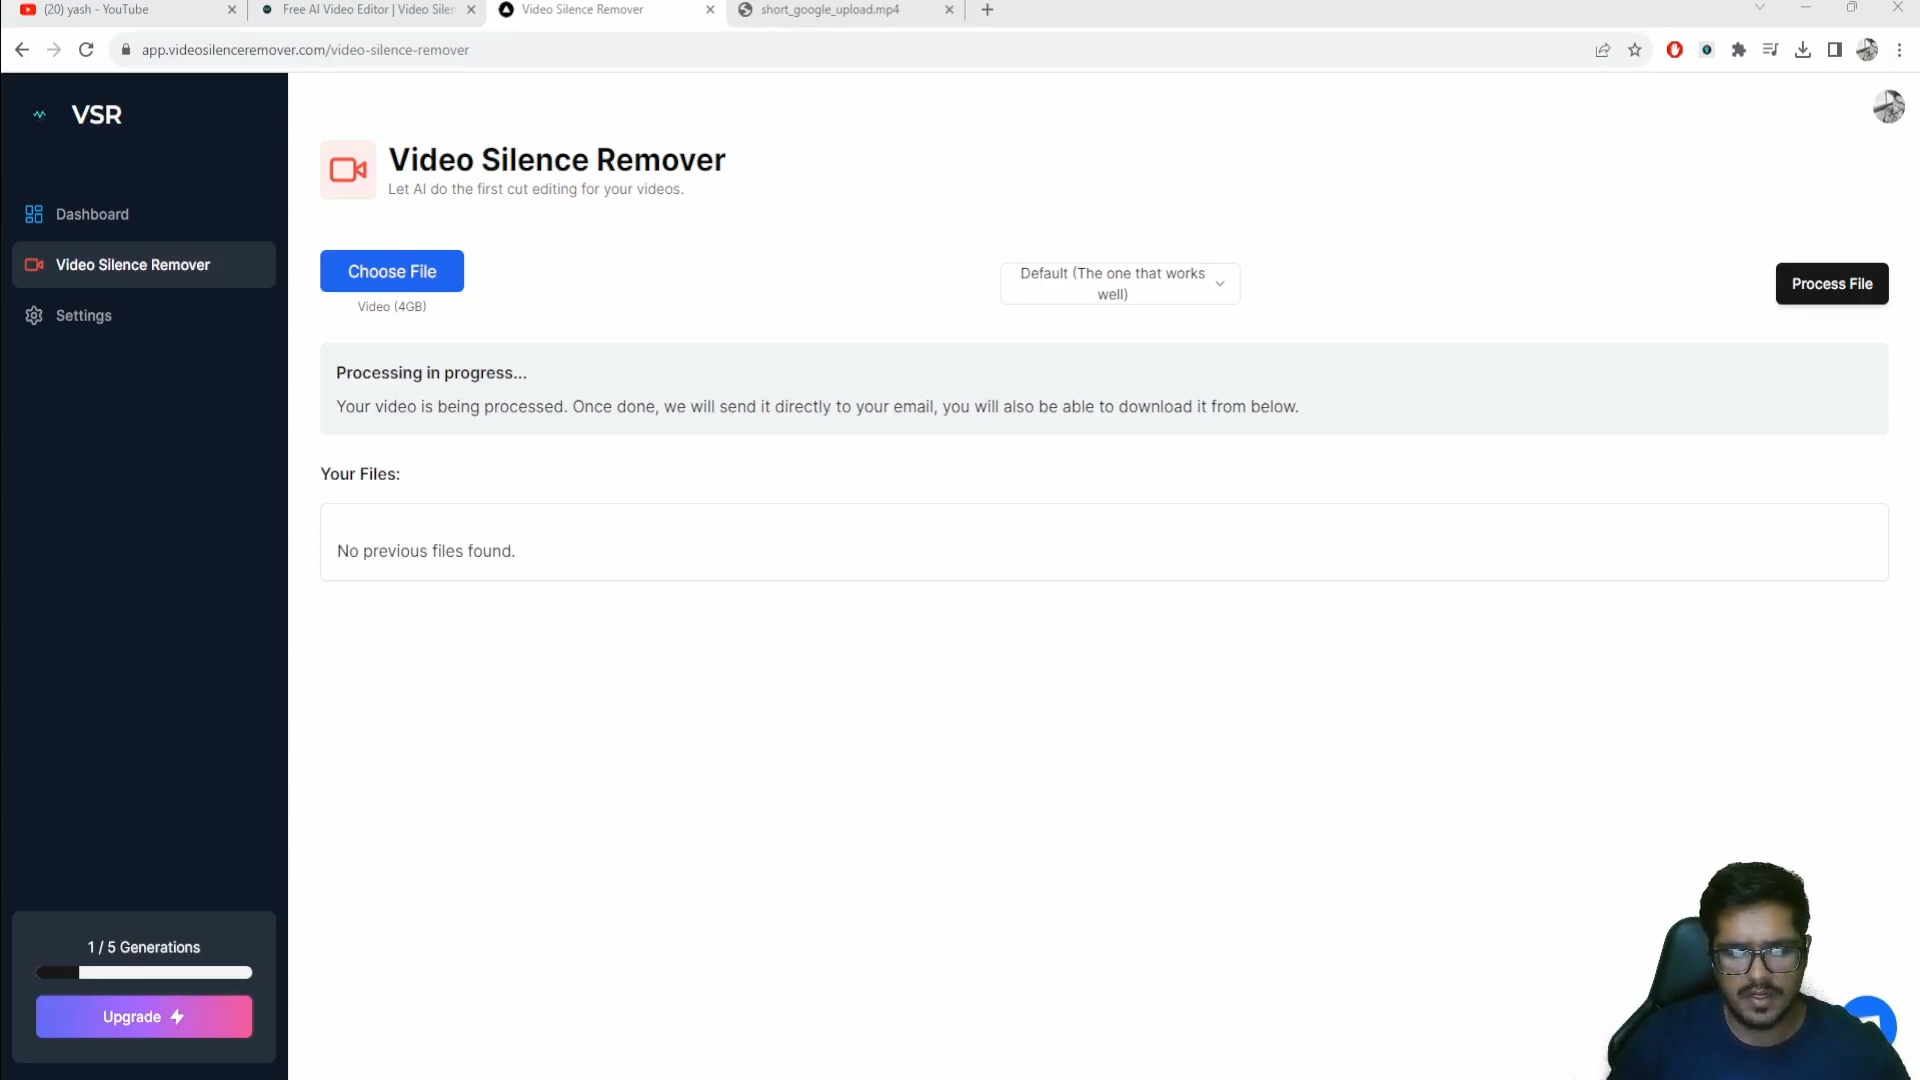 (20) yash - YouTube
Free AI Video Editor | Video Silen
Video Silence Remover
short_google_upload.mp4
app.videosilenceremover.com/video-silence-remover
VSR
Dashboard
Video Silence Remover
Settings
Video Silence Remover
Let AI do the first cut editing for your videos.
Choose File
Video (4GB)
Default (The one that works
well)
Process File
Processing in progress...
Your video is being processed. Once done, we will send it directly to your email, you will also be able to download it from below.
Your Files:
No previous files found.
1 / 5 Generations
Upgrade